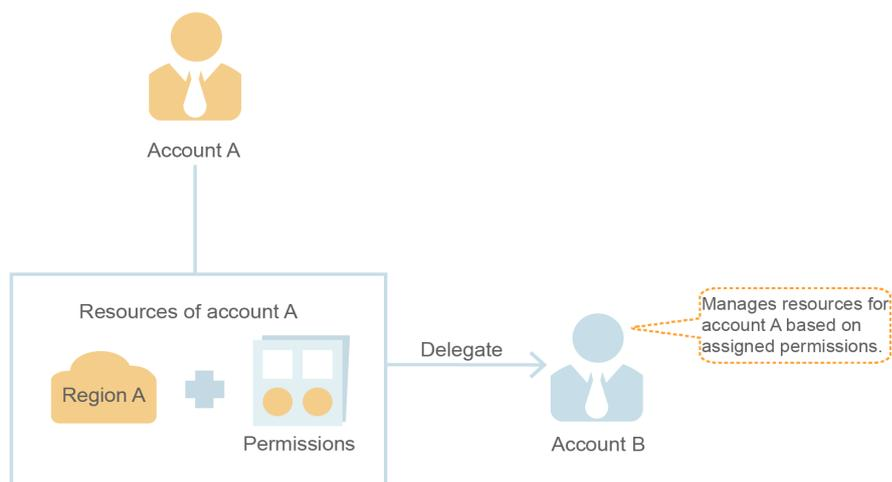 Account A
Resources of account A
Region A
Permissions
Delegate
Manages resources for
account A based on
assigned permissions.
Account B